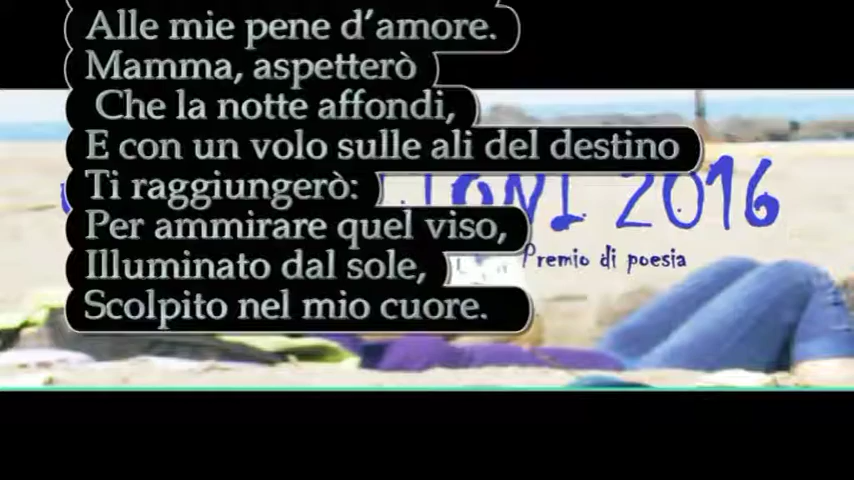 Alle mie pene d’amore.
Mamma, aspetterò
Che la notte affondi,
E con un volo sulle ali del destino
Ti raggiungerò:
Per ammirare quel viso,
Illuminato dal sole,
Scolpito nel mio cuore.
2016
Premio di poesia